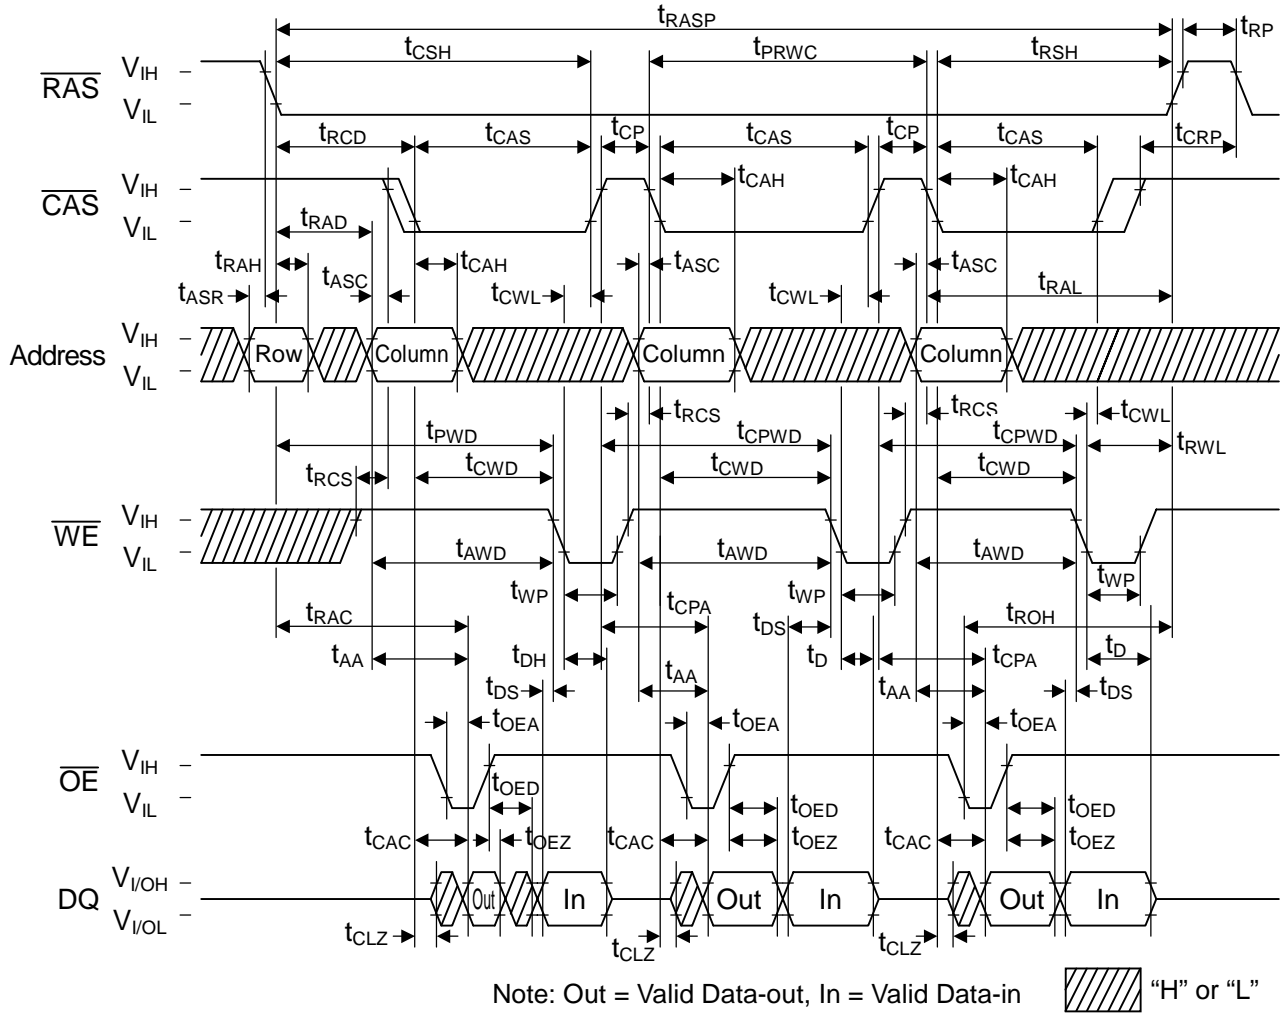 tRASP
tRP
tCSH tPRWC tRSH
RAS VIH
VIL
tRCD tCAS tCP tCAS tCP tCAS tCRP
CAS VIH
VIL
tCAH tCAH
tRAD
tRAH tASC tCAH tASC tASC
tASR tCWL tCWL tRAL
Address VIH
VIL
Row Column Column Column
tRCS tRCS tCWL
tPWD tCPWD tCPWD tRWL
tRCS tCWD tCWD tCWD
WE VIH
VIL
tAWD tAWD tAWD
tWP tWP tWP
tRAC tCPA tDS tROH
tAA tDH tD tCPA tD
tDS tAA tAA tDS
tOEA tOEA tOEA
OE VIH
VIL
tOED tOED tOED
tCAC tOEZ tCAC tOEZ tCAC tOEZ
DQ VI/OH
VI/OL
Out In Out In Out In
tCLZ tCLZ tCLZ
Note: Out = Valid Data-out, In = Valid Data-in
“H” or “L”